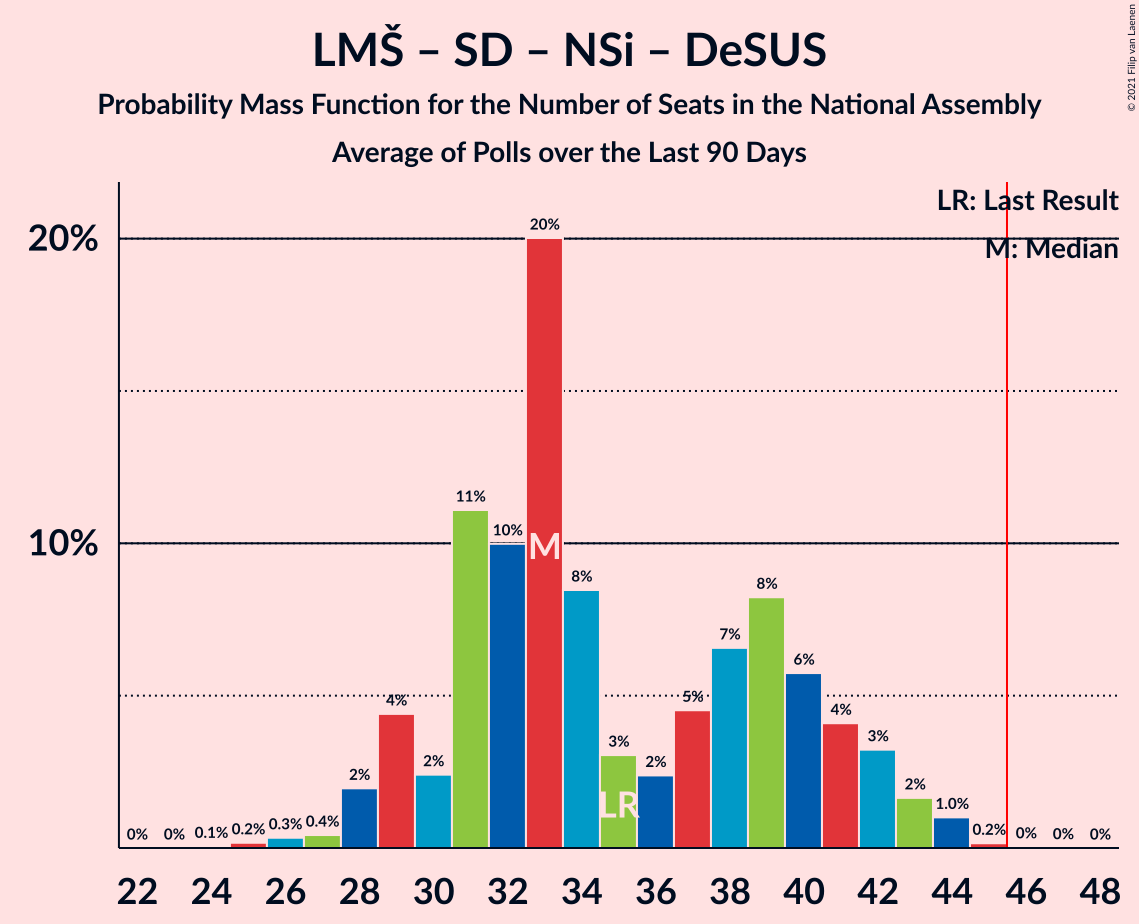 LMŠ – SD – NSi – DeSUS
Probability Mass Function for the Number of Seats in the National Assembly
Average of Polls over the Last 90 Days
© 2021 Filip van Laenen
LR: Last Result
M: Median
20%
10%
0% 0% 0.1% 0.2% 0.3% 0.4% 2% 4% 2% 11% 10% 20% 8% 3% 2% 5% 7% 8% 6% 4% 3% 2% 1.0% 0.2% 0% 0% 0%
M
LR
22 24 26 28 30 32 34 36 38 40 42 44 46 48